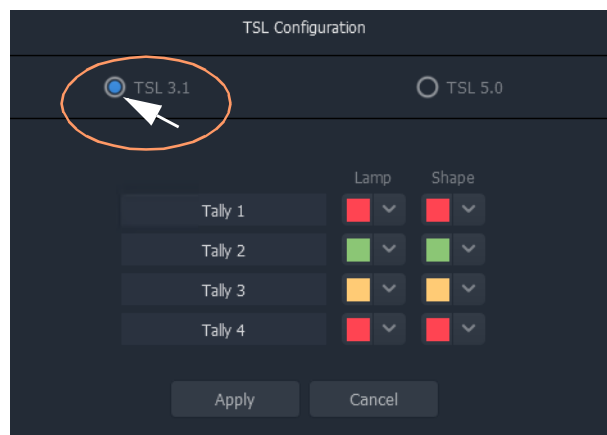 TSL Configuration
TSL 3.1 TSL 5.0
Lamp Shape
Tally 1
Tally 2
Tally 3
Tally 4
Apply Cancel